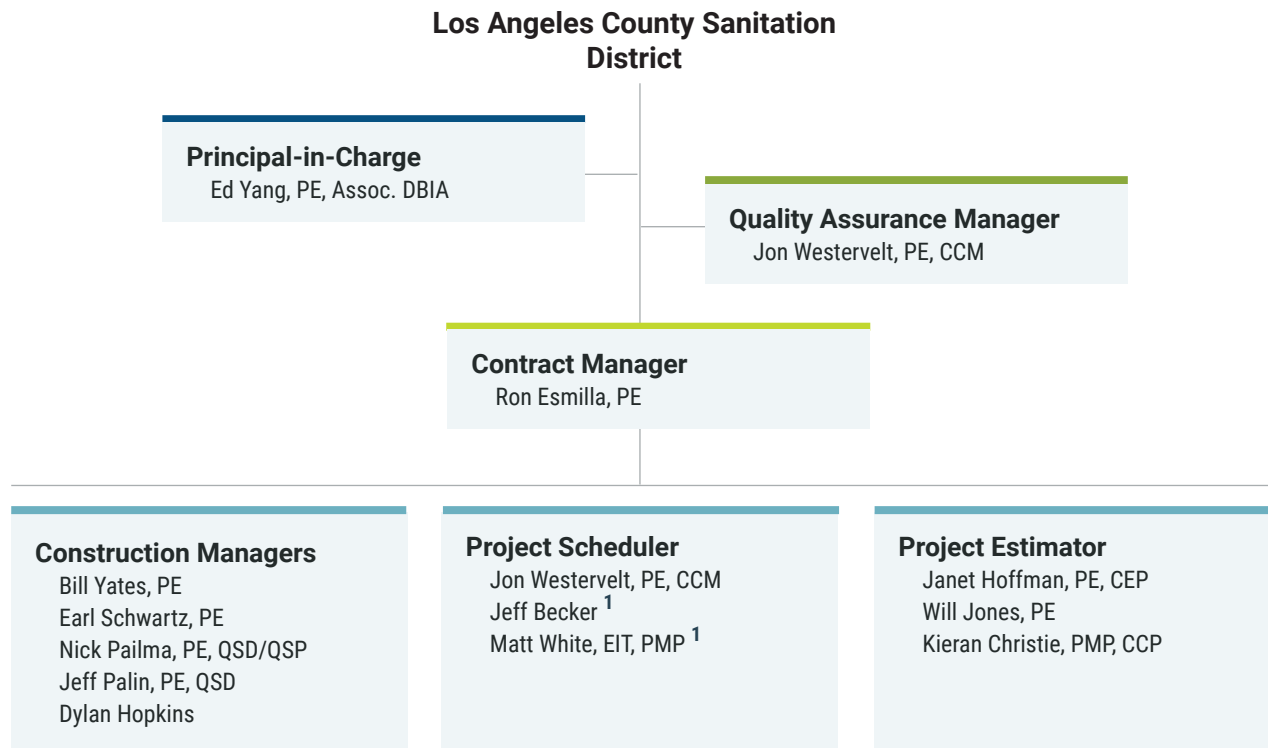 Los Angeles County Sanitation
District
Principal-in-Charge
Ed Yang, PE, Assoc. DBIA
Quality Assurance Manager
Jon Westervelt, PE, CCM
Contract Manager
Ron Esmilla, PE
Construction Managers
Bill Yates, PE
Earl Schwartz, PE
Nick Pailma, PE, QSD/QSP
Jeff Palin, PE, QSD
Dylan Hopkins
Project Scheduler
Jon Westervelt, PE, CCM
Jeff Becker 1
Matt White, EIT, PMP 1
Project Estimator
Janet Hoffman, PE, CEP
Will Jones, PE
Kieran Christie, PMP, CCP